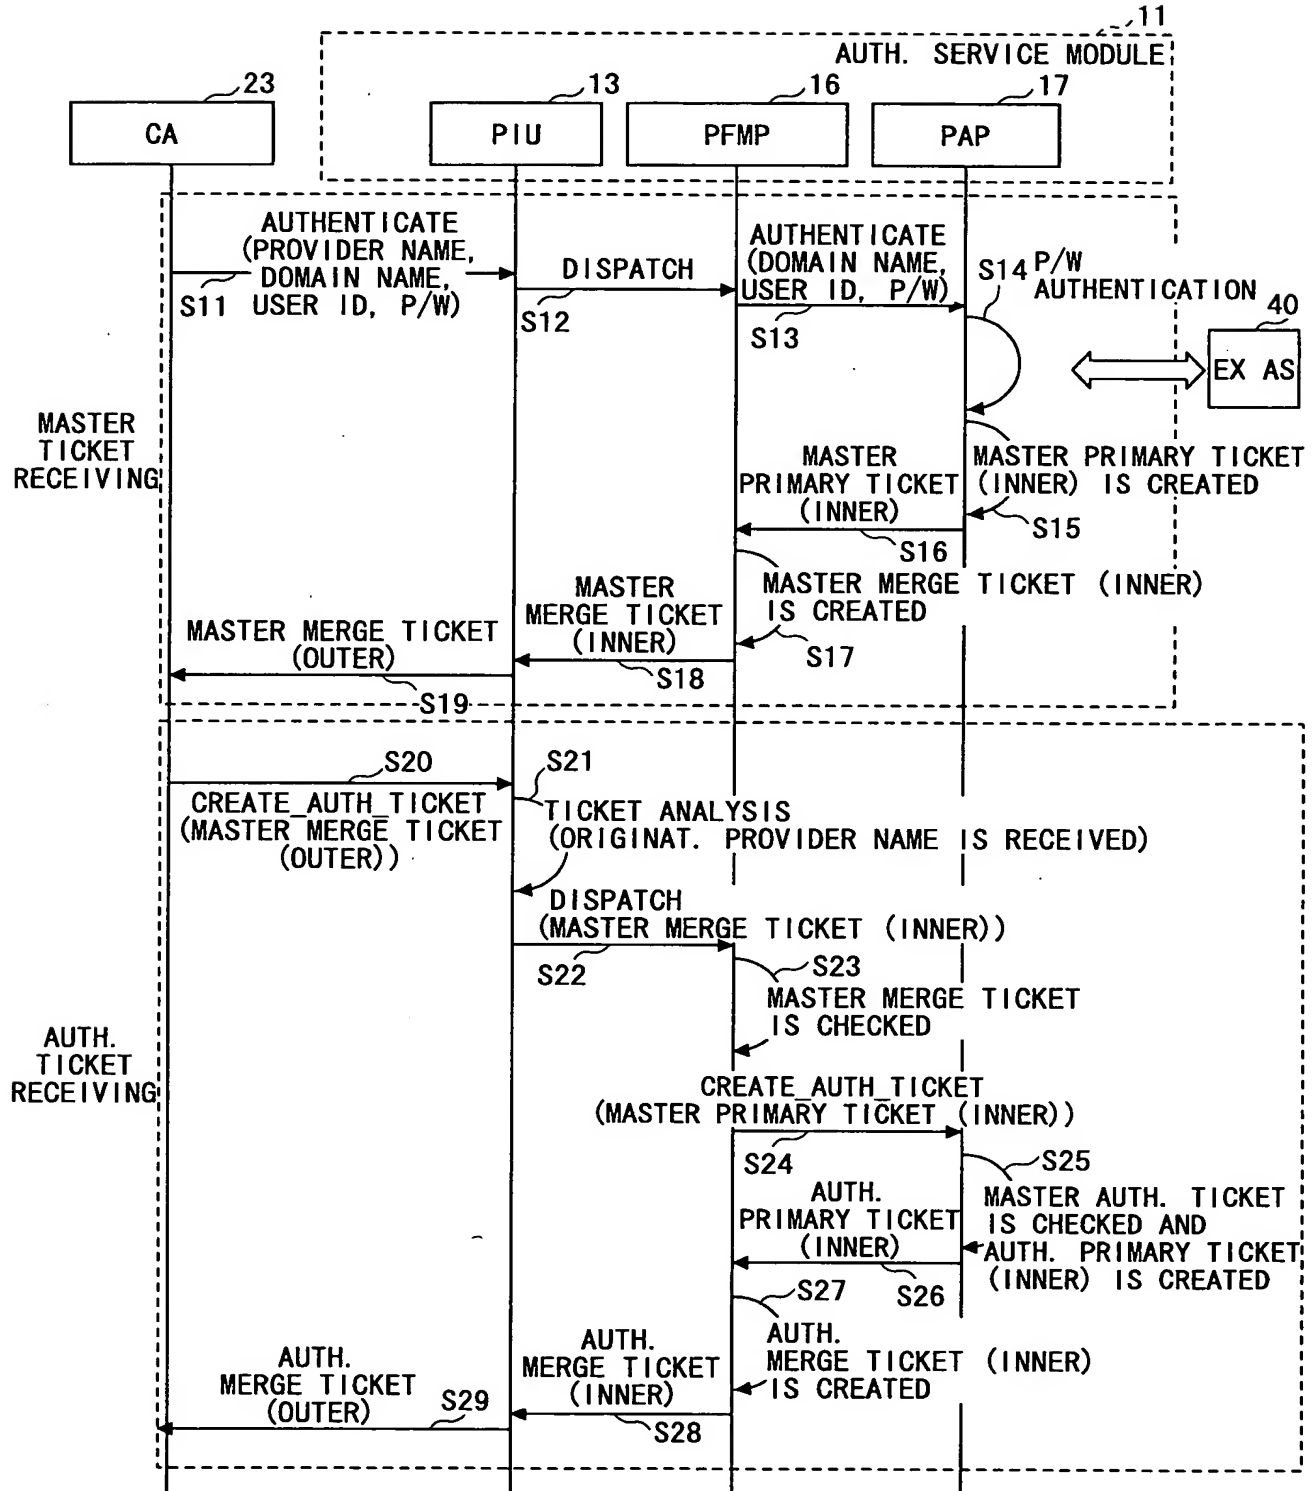 11
AUTH. SERVICE MODULE
23
13
16
17
CA
PIU
PFMP
PAP
AUTHENTICATE
(PROVIDER NAME,
DOMAIN NAME,
USER ID, P/W)
S11
DISPATCH
S12
AUTHENTICATE
(DOMAIN NAME,
USER ID, P/W)
S13
S14
P/W
AUTHENTICATION
40
EX AS
MASTER
TICKET
RECEIVING
MASTER PRIMARY TICKET
(INNER) IS CREATED
S15
MASTER
PRIMARY TICKET
(INNER)
S16
MASTER MERGE TICKET (INNER)
IS CREATED
S17
MASTER
MERGE TICKET
(INNER)
S18
MASTER MERGE TICKET
(OUTER)
S19
S20
CREATE_AUTH_TICKET
(MASTER_MERGE TICKET
(OUTER))
S21
TICKET ANALYSIS
(ORIGINAT. PROVIDER NAME IS RECEIVED)
DISPATCH
(MASTER MERGE TICKET (INNER))
S22
S23
MASTER MERGE TICKET
IS CHECKED
AUTH.
TICKET
RECEIVING
CREATE_AUTH_TICKET
(MASTER PRIMARY TICKET (INNER))
S24
S25
MASTER AUTH. TICKET
IS CHECKED AND
AUTH. PRIMARY TICKET
(INNER) IS CREATED
AUTH.
PRIMARY TICKET
(INNER)
S26
S27
AUTH.
MERGE TICKET (INNER)
IS CREATED
AUTH.
MERGE TICKET
(INNER)
S28
AUTH.
MERGE TICKET
(OUTER)
S29